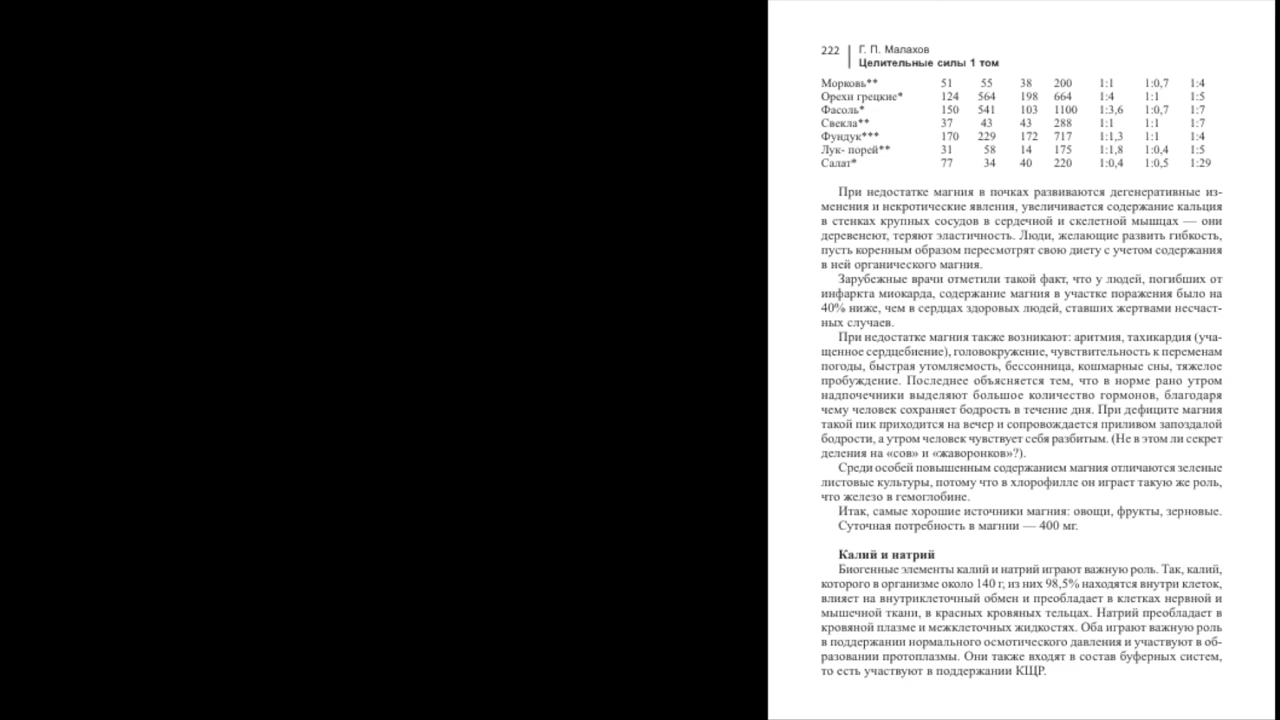 222 Г. П. Малахов
Целительные силы 1 том
Морковь** 51 55 38 200 1:1 1:0,7 1:4
Орехи грецкие* 124 564 198 664 1:4 1:1 1:5
Фасоль* 150 541 103 1100 1:3,6 1:0,7 1:7
Свекла** 37 43 43 288 1:1 1:1 1:7
Фундук*** 170 229 172 717 1:1,3 1:1 1:4
Лук- порей** 31 58 14 175 1:1,8 1:0,4 1:5
Салат* 77 34 40 220 1:0,4 1:0,5 1:29
При недостатке магния в почках развиваются дегенеративные из-
менения и некротические явления, увеличивается содержание кальция
в стенках крупных сосудов в сердечной и скелетной мышцах — они
деревенеют, теряют эластичность. Люди, желающие развить гибкость,
пусть коренным образом пересмотрят свою диету с учетом содержания
в ней органического магния.
Зарубежные врачи отметили такой факт, что у людей, погибших от
инфаркта миокарда, содержание магния в участке поражения было на
40% ниже, чем в сердцах здоровых людей, ставших жертвами несчаст-
ных случаев.
При недостатке магния также возникают: аритмия, тахикардия (уча-
щенное сердцебиение), головокружение, чувствительность к переменам
погоды, быстрая утомляемость, бессонница, кошмарные сны, тяжелое
пробуждение. Последнее объясняется тем, что в норме рано утром
надпочечники выделяют большое количество гормонов, благодаря
чему человек сохраняет бодрость в течение дня. При дефиците магния
такой пик приходится на вечер и сопровождается приливом запоздалой
бодрости, а утром человек чувствует себя разбитым. (Не в этом ли секрет
деления на «сов» и «жаворонков»?).
Среди особей повышенным содержанием магния отличаются зеленые
листовые культуры, потому что в хлорофилле он играет такую же роль,
что железо в гемоглобине.
Итак, самые хорошие источники магния: овощи, фрукты, зерновые.
Суточная потребность в магнии — 400 мг.
Калий и натрий
Биогенные элементы калий и натрий играют важную роль. Так, калий,
которого в организме около 140 г, из них 98,5% находятся внутри клеток,
влияет на внутриклеточный обмен и преобладает в клетках нервной и
мышечной ткани, в красных кровяных тельцах. Натрий преобладает в
кровяной плазме и межклеточных жидкостях. Оба играют важную роль
в поддержании нормального осмотического давления и участвуют в об-
разовании протоплазмы. Они также входят в состав буферных систем,
то есть участвуют в поддержании КЩР.